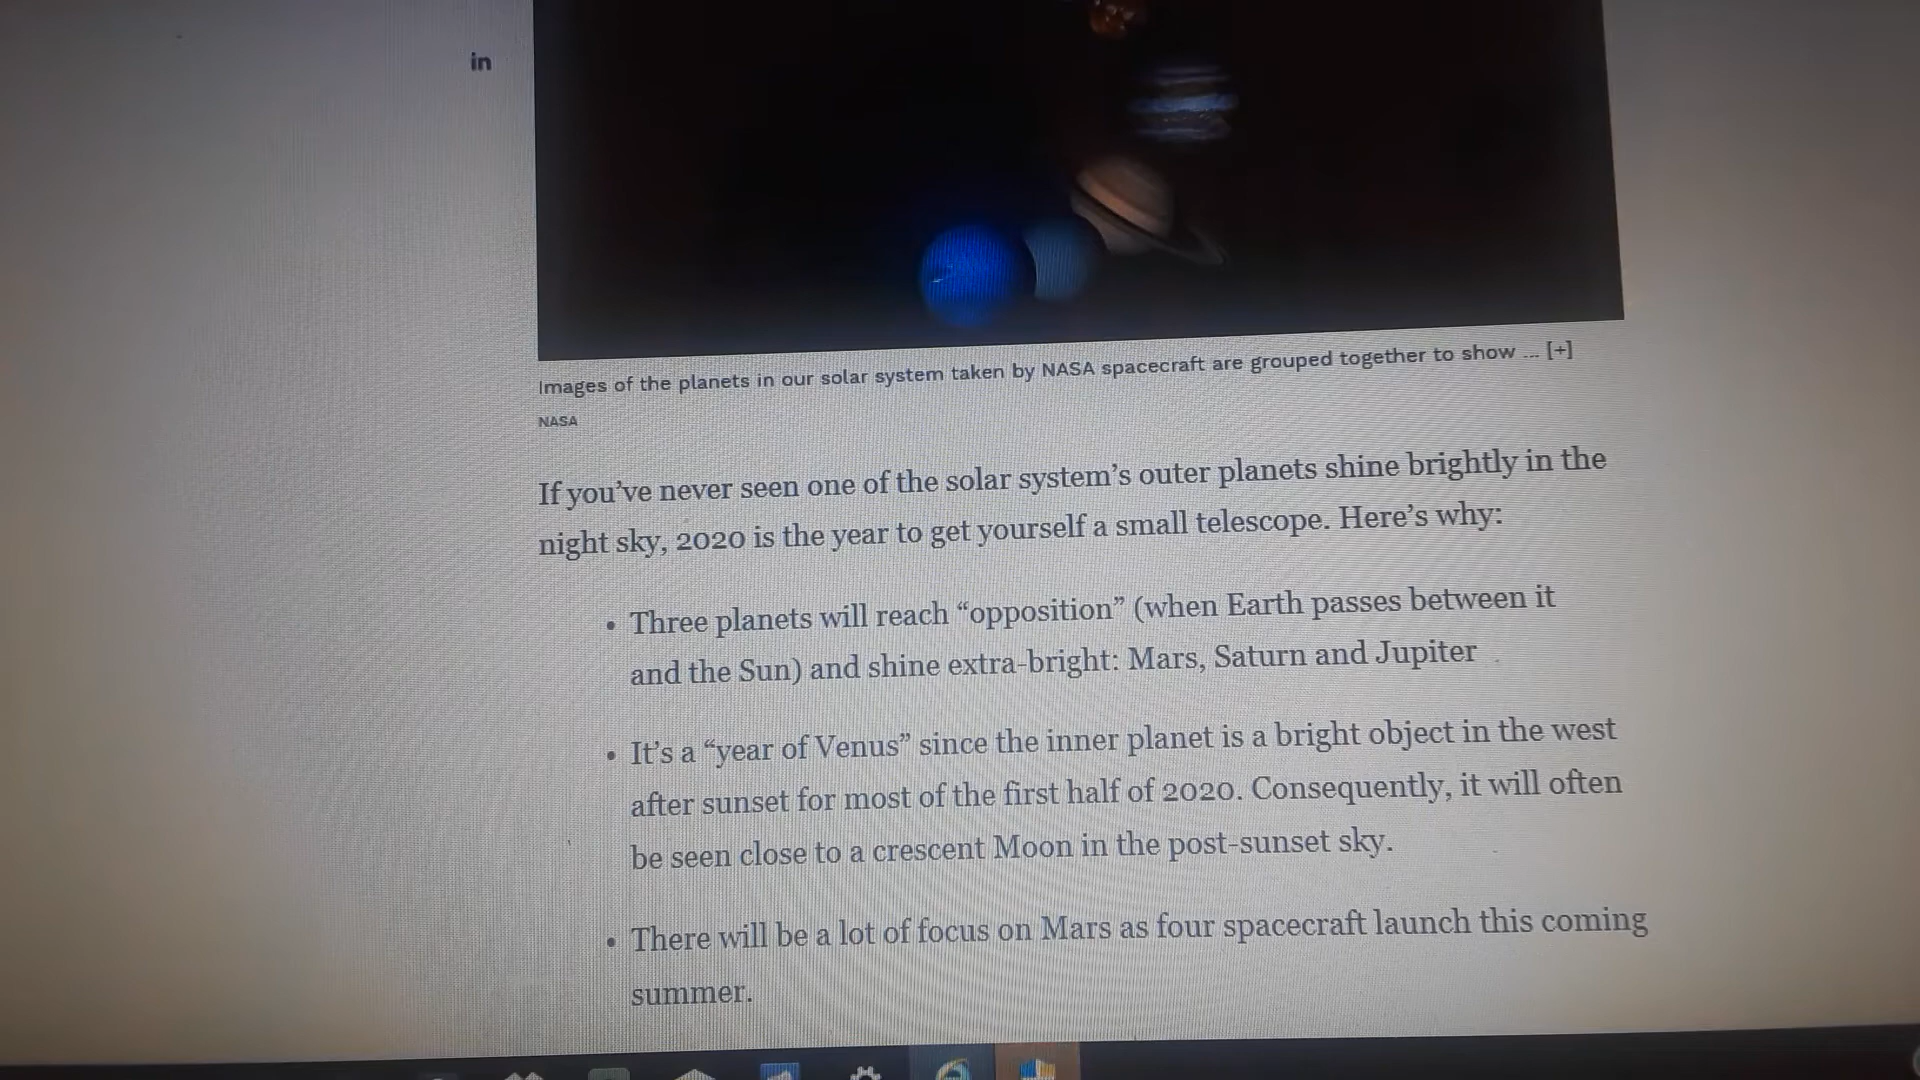 in
Images of the planets in our solar system taken by NASA spacecraft are grouped together to show ... [+]
NASA
If you’ve never seen one of the solar system’s outer planets shine brightly in the
night sky, 2020 is the year to get yourself a small telescope. Here’s why:
• Three planets will reach “opposition” (when Earth passes between it
and the Sun) and shine extra-bright: Mars, Saturn and Jupiter
• It’s a “year of Venus” since the inner planet is a bright object in the west
after sunset for most of the first half of 2020. Consequently, it will often
be seen close to a crescent Moon in the post-sunset sky.
• There will be a lot of focus on Mars as four spacecraft launch this coming
summer.